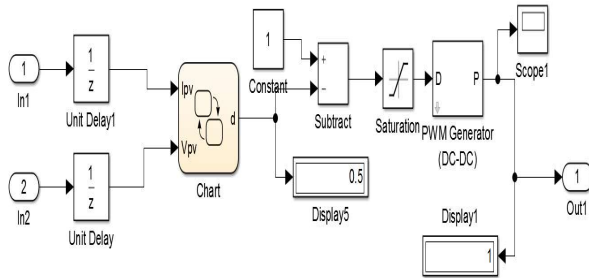 1
In1
1
z
Unit Delay1
2
In2
1
z
Unit Delay
Ipv
Vpv
d
Chart
1
Constant
+
−
Subtract
Saturation
D
P
PWM Generator
(DC-DC)
Scope1
0.5
Display5
Display1
1
1
Out1